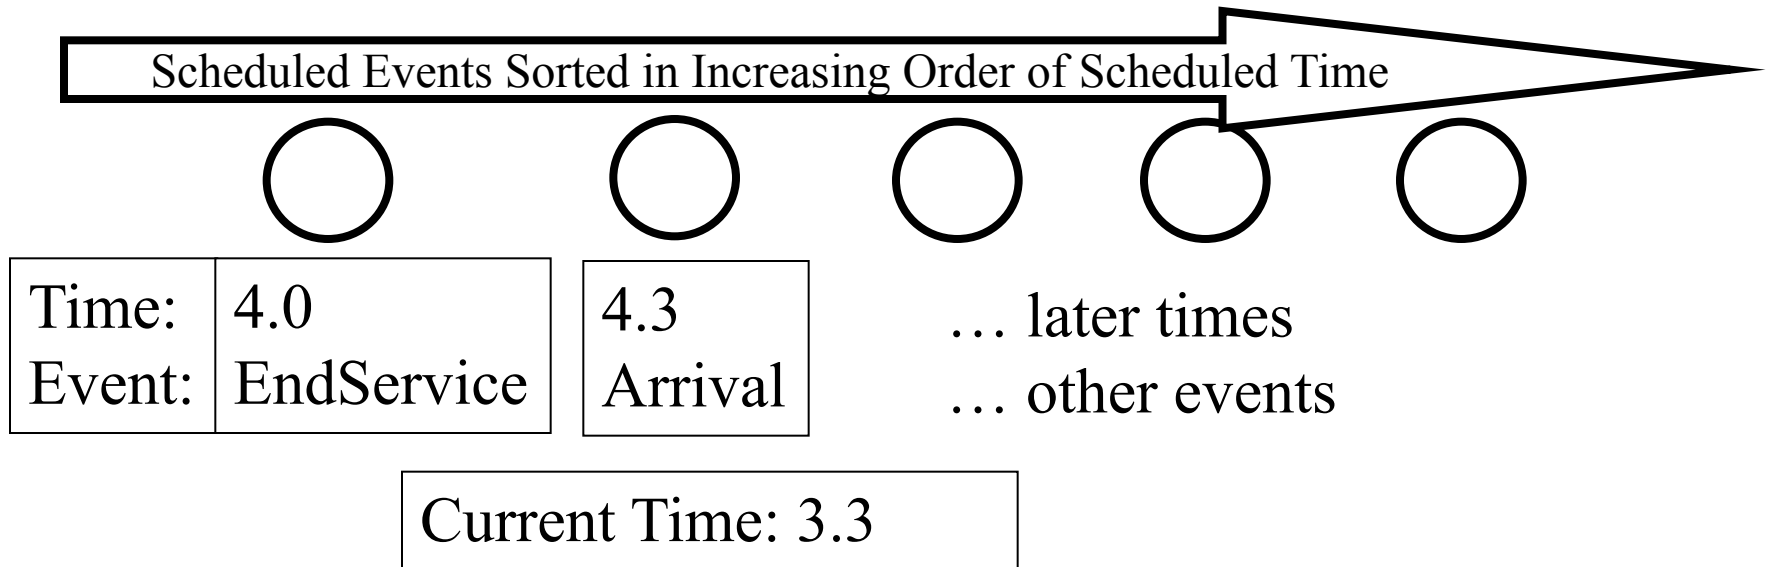 Scheduled Events Sorted in Increasing Order of Scheduled Time
Time: 4.0 4.3 … later times
Event: EndService Arrival … other events
Current Time: 3.3